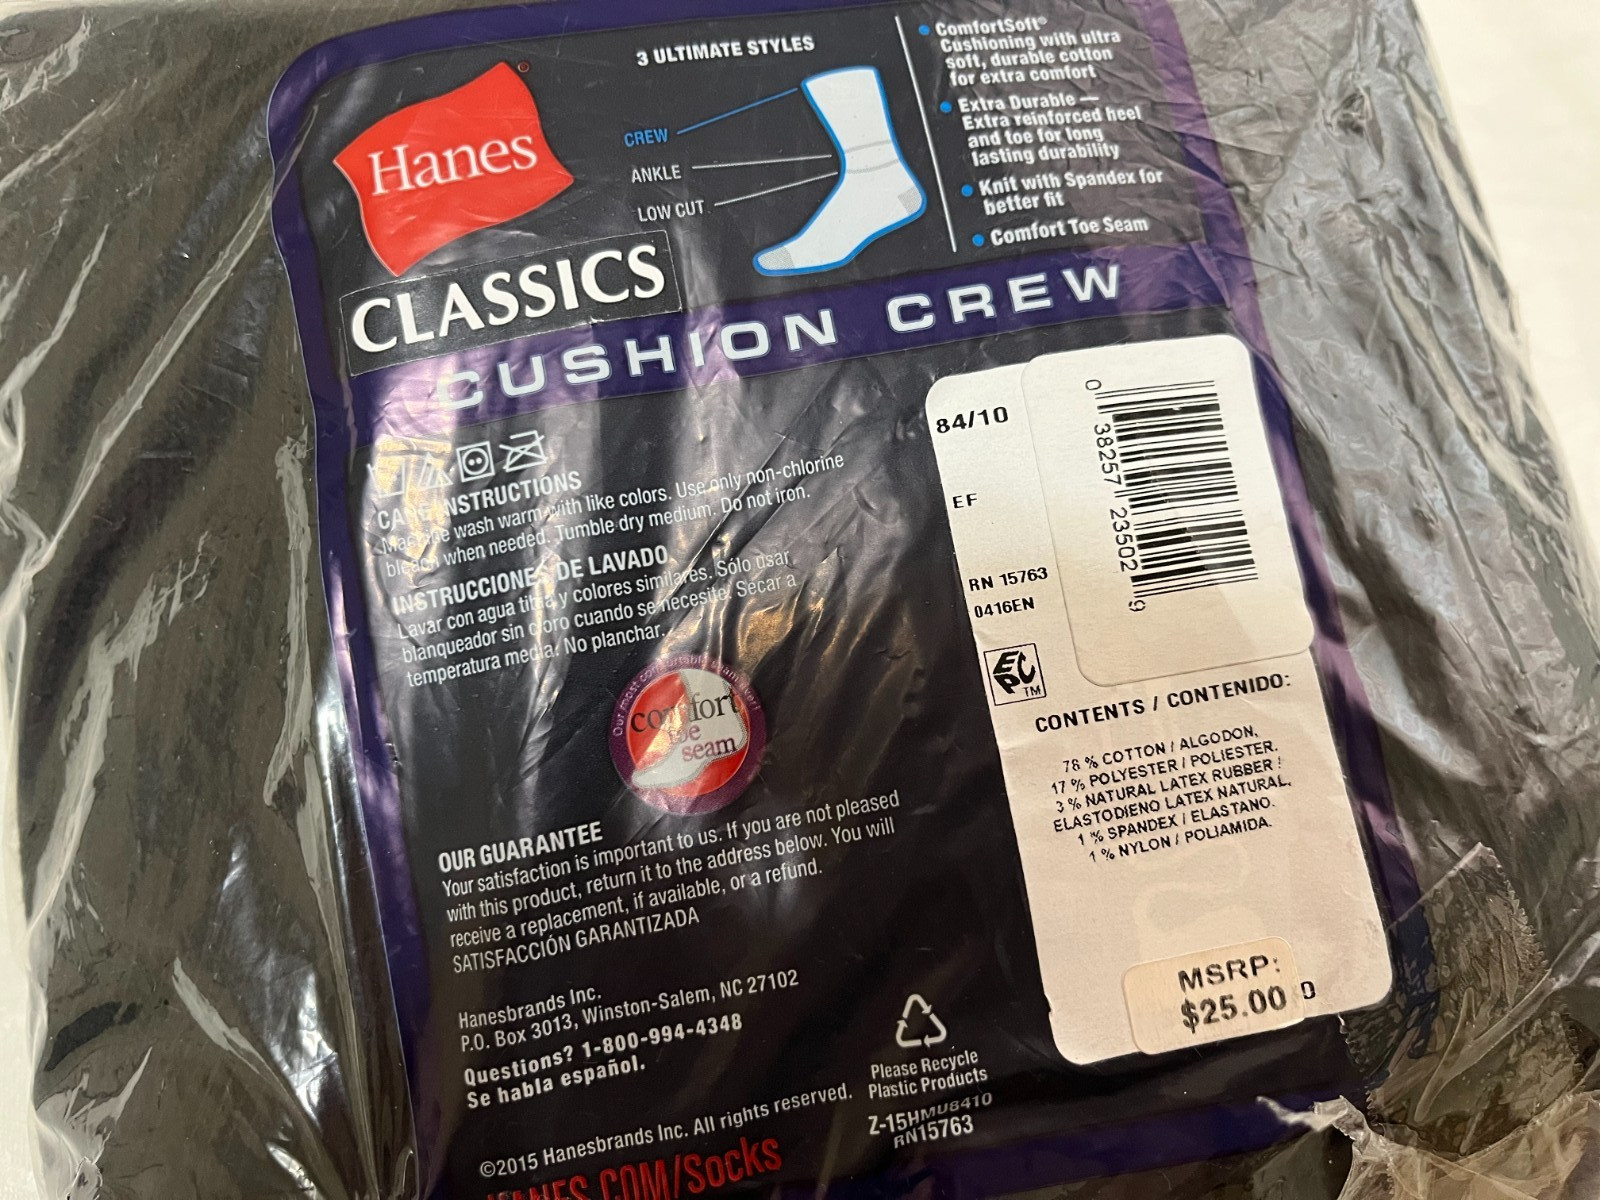 3 ULTIMATE STYLES
Hanes®
CREW
ANKLE
LOW CUT
ComfortSoft®
Cushioning with ultra
soft, durable cotton
for extra comfort
Extra Durable —
Extra reinforced heel
and toe for long
lasting durability
Knit with Spandex for
better fit
Comfort Toe Seam
CLASSICS
CUSHION CREW
CARE INSTRUCTIONS
Machine wash warm with like colors. Use only non-chlorine
bleach when needed. Tumble dry medium. Do not iron.
INSTRUCCIONES DE LAVADO
Lavar con agua tibia y colores similares. Sólo usar
blanqueador sin cloro cuando se necesite. Secar a
temperatura media. No planchar.
Our most comfortable
comfort
toe
seam
OUR GUARANTEE
Your satisfaction is important to us. If you are not pleased
with this product, return it to the address below. You will
receive a replacement, if available, or a refund.
SATISFACCIÓN GARANTIZADA
Hanesbrands Inc.
P.O. Box 3013, Winston-Salem, NC 27102
Questions? 1-800-994-4348
Se habla español.
©2015 Hanesbrands Inc. All rights reserved.
HANES.COM/Socks
Please Recycle
Plastic Products
Z-15HMU8410
RN15763
84/10
EF
RN 15763
0416EN
0 38257 23502 9
EPC
TM
CONTENTS / CONTENIDO:
78 % COTTON / ALGODON,
17 % POLYESTER / POLIESTER.
3 % NATURAL LATEX RUBBER /
ELASTODIENO LATEX NATURAL,
1 % SPANDEX / ELASTANO.
1 % NYLON / POLIAMIDA.
MSRP:
$25.00